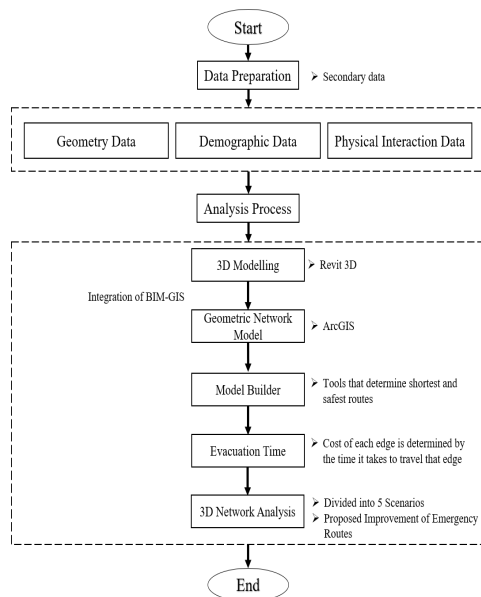 Start
Data Preparation
➢ Secondary data
Geometry Data
Demographic Data
Physical Interaction Data
Analysis Process
3D Modelling
➢ Revit 3D
Integration of BIM-GIS
Geometric Network
Model
➢ ArcGIS
Model Builder
➢ Tools that determine shortest and
safest routes
Evacuation Time
➢ Cost of each edge is determined by
the time it takes to travel that edge
3D Network Analysis
➢ Divided into 5 Scenarios
➢ Proposed Improvement of Emergency
Routes
End